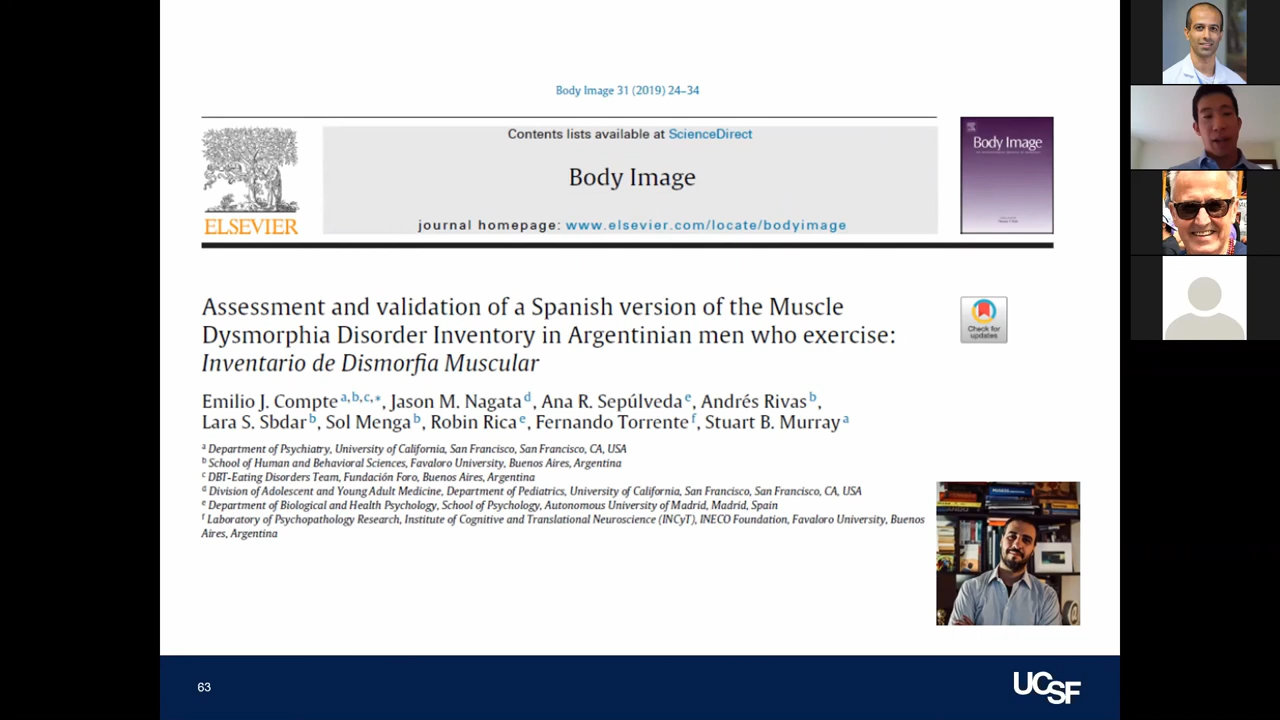 Body Image 31 (2019) 24–34
Contents lists available at ScienceDirect
Body Image
journal homepage: www.elsevier.com/locate/bodyimage
ELSEVIER
Body Image
Assessment and validation of a Spanish version of the Muscle
Dysmorphia Disorder Inventory in Argentinian men who exercise:
Inventario de Dismorfia Muscular
Check for
updates
Emilio J. Compte a,b,c,*, Jason M. Nagata d, Ana R. Sepúlveda e, Andrés Rivas b,
Lara S. Sbdar b, Sol Menga b, Robin Rica e, Fernando Torrente f, Stuart B. Murray a
a Department of Psychiatry, University of California, San Francisco, San Francisco, CA, USA
b School of Human and Behavioral Sciences, Favaloro University, Buenos Aires, Argentina
c DBT-Eating Disorders Team, Fundación Foro, Buenos Aires, Argentina
d Division of Adolescent and Young Adult Medicine, Department of Pediatrics, University of California, San Francisco, San Francisco, CA, USA
e Department of Biological and Health Psychology, School of Psychology, Autonomous University of Madrid, Madrid, Spain
f Laboratory of Psychopathology Research, Institute of Cognitive and Translational Neuroscience (INCyT), INECO Foundation, Favaloro University, Buenos
Aires, Argentina
63
UCSF